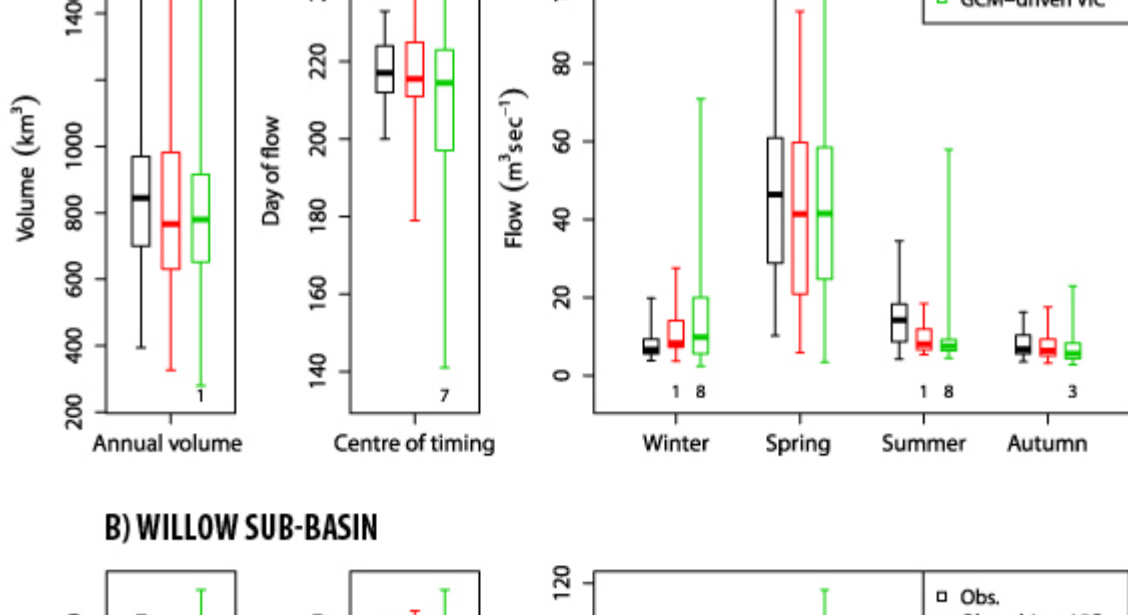 GCM-driven VIC
Volume (km³)
1400
1000
800
600
400
200
1
Annual volume
Day of flow
220
200
180
160
140
7
Centre of timing
Flow (m³sec⁻¹)
80
60
40
20
0
1 8 1 8 3
Winter Spring Summer Autumn
B) WILLOW SUB-BASIN
120
Obs.